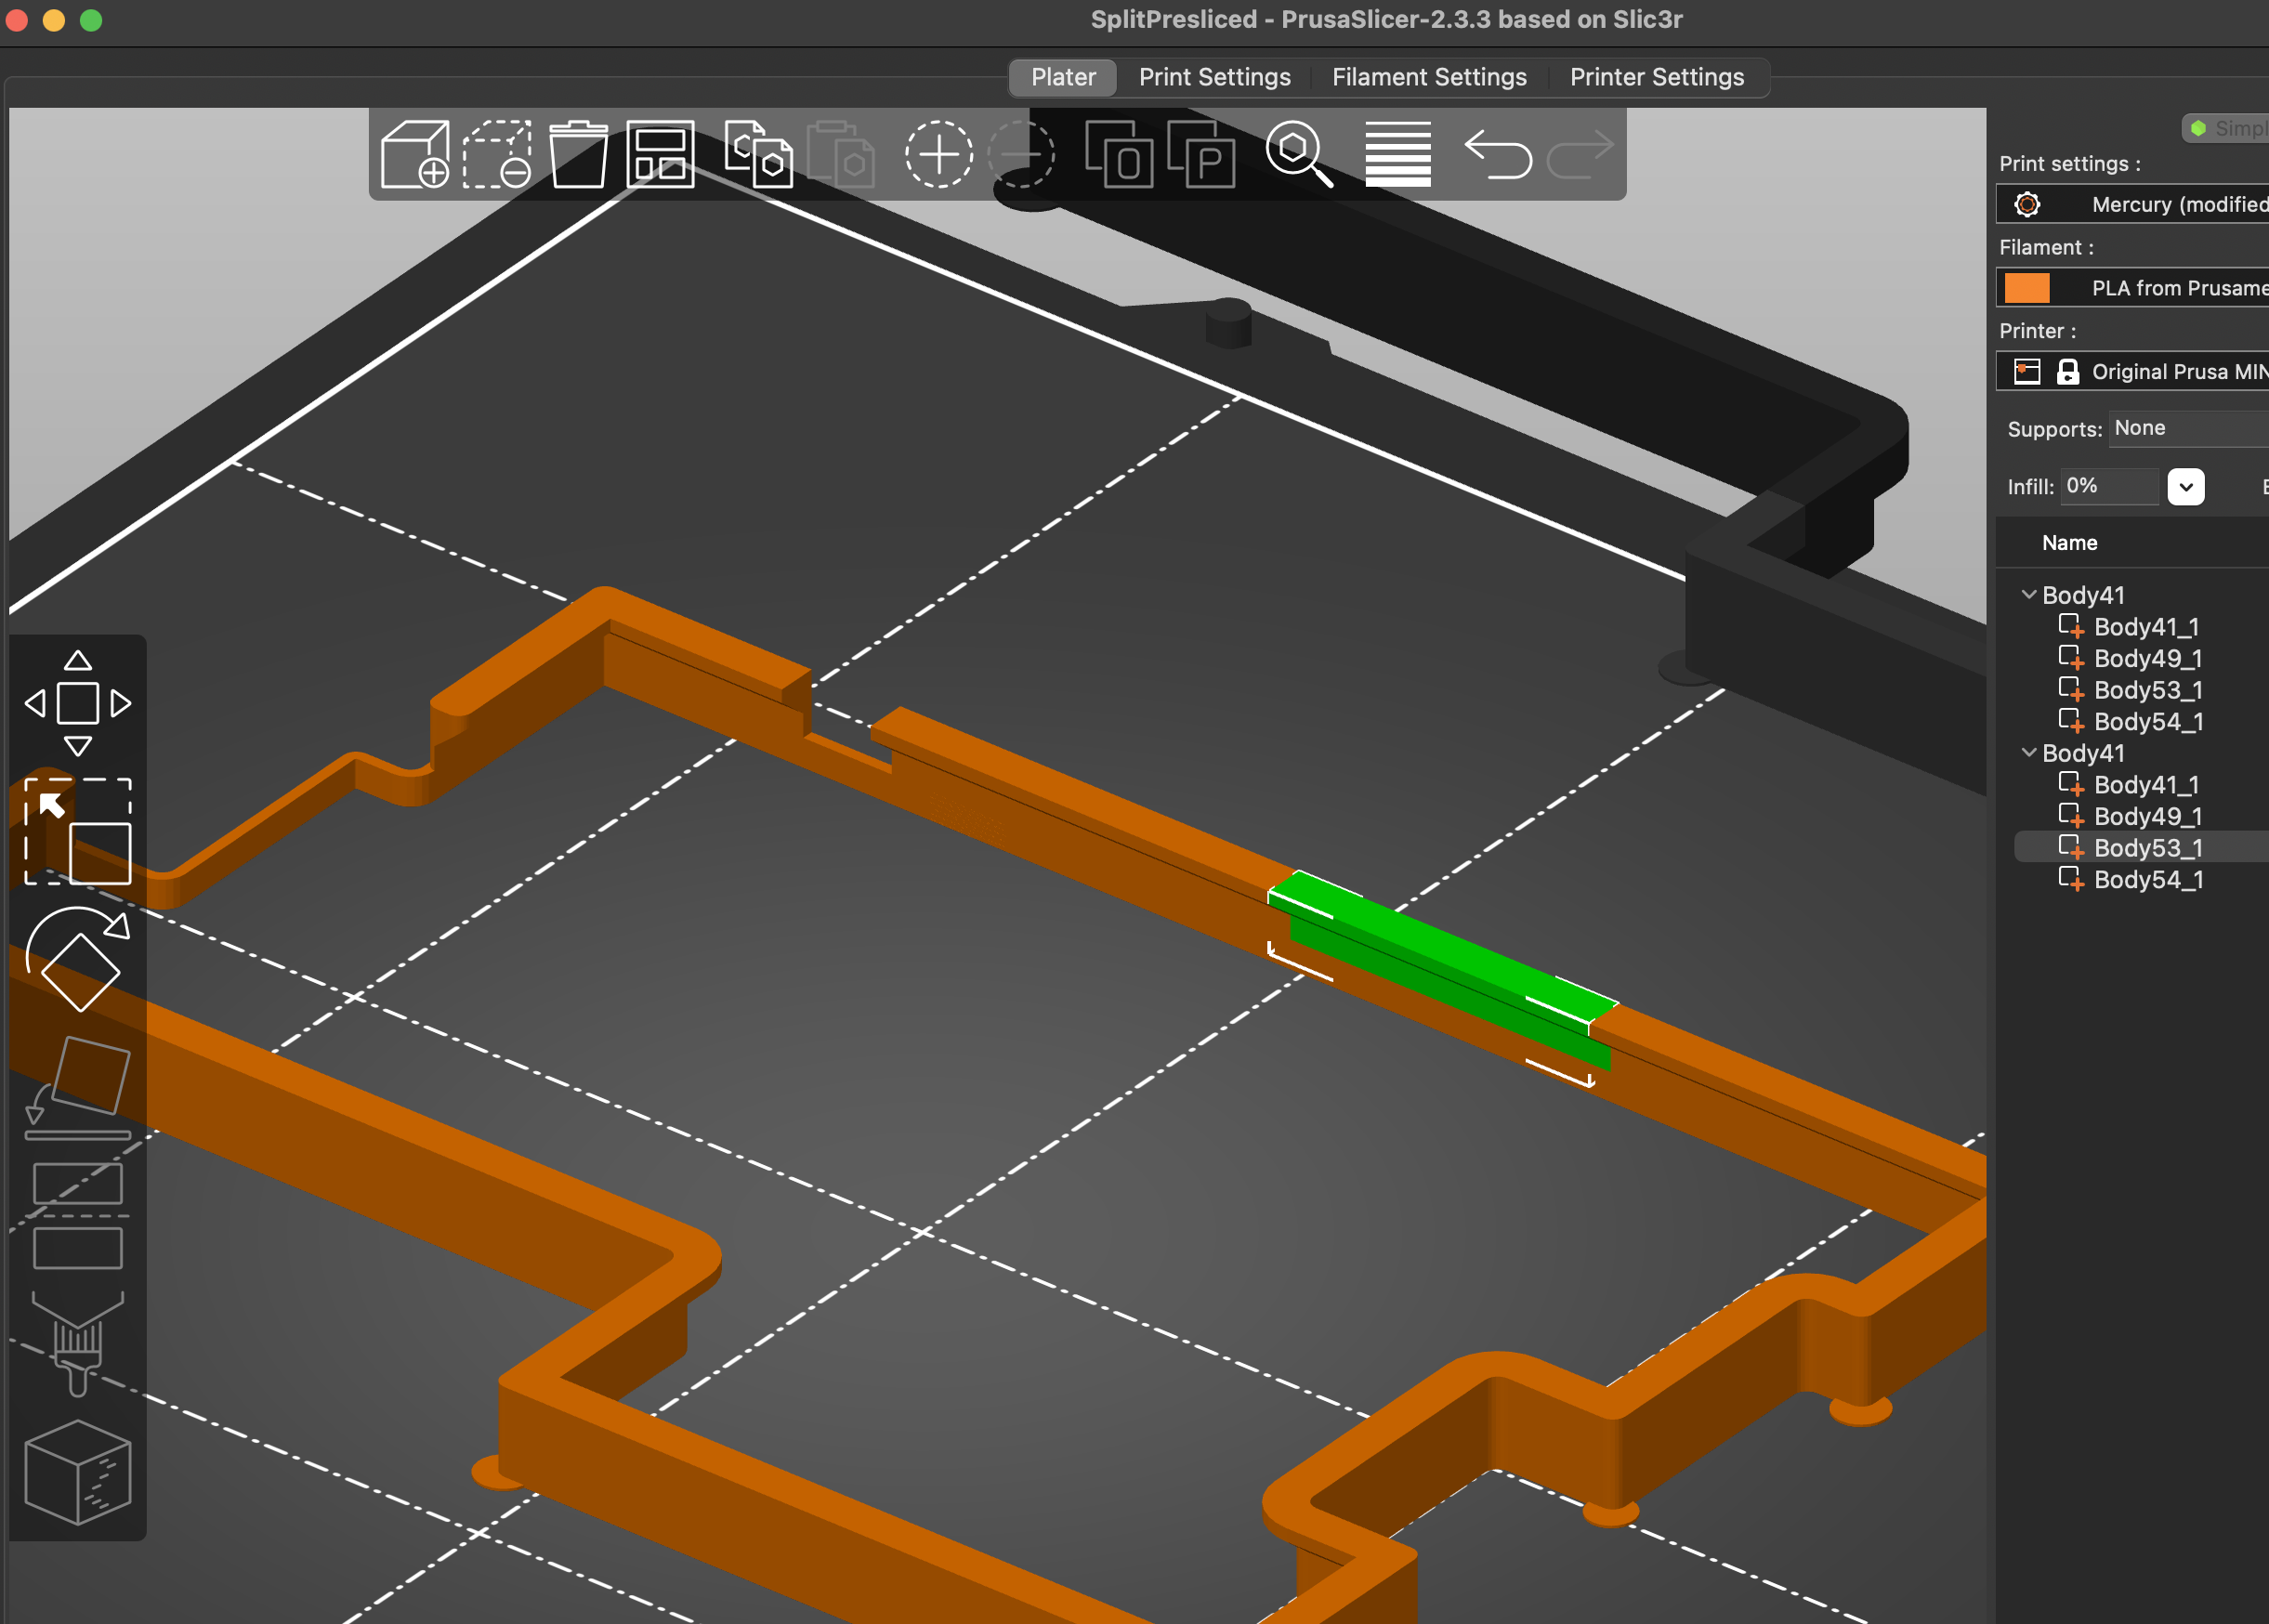 SplitPresliced - PrusaSlicer-2.3.3 based on Slic3r
Plater
Print Settings
Filament Settings
Printer Settings
O
P
Simpl
Print settings :
Mercury (modified
Filament :
PLA from Prusame
Printer :
Original Prusa MIN
Supports: None
Infill: 0%
Name
Body41
Body41_1
Body49_1
Body53_1
Body54_1
Body41
Body41_1
Body49_1
Body53_1
Body54_1